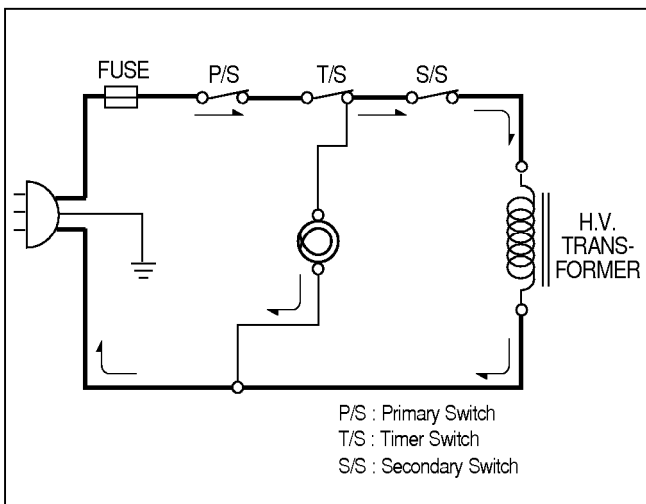 FUSE
P/S
T/S
S/S
H.V.
TRANS-
FORMER
P/S : Primary Switch
T/S : Timer Switch
S/S : Secondary Switch